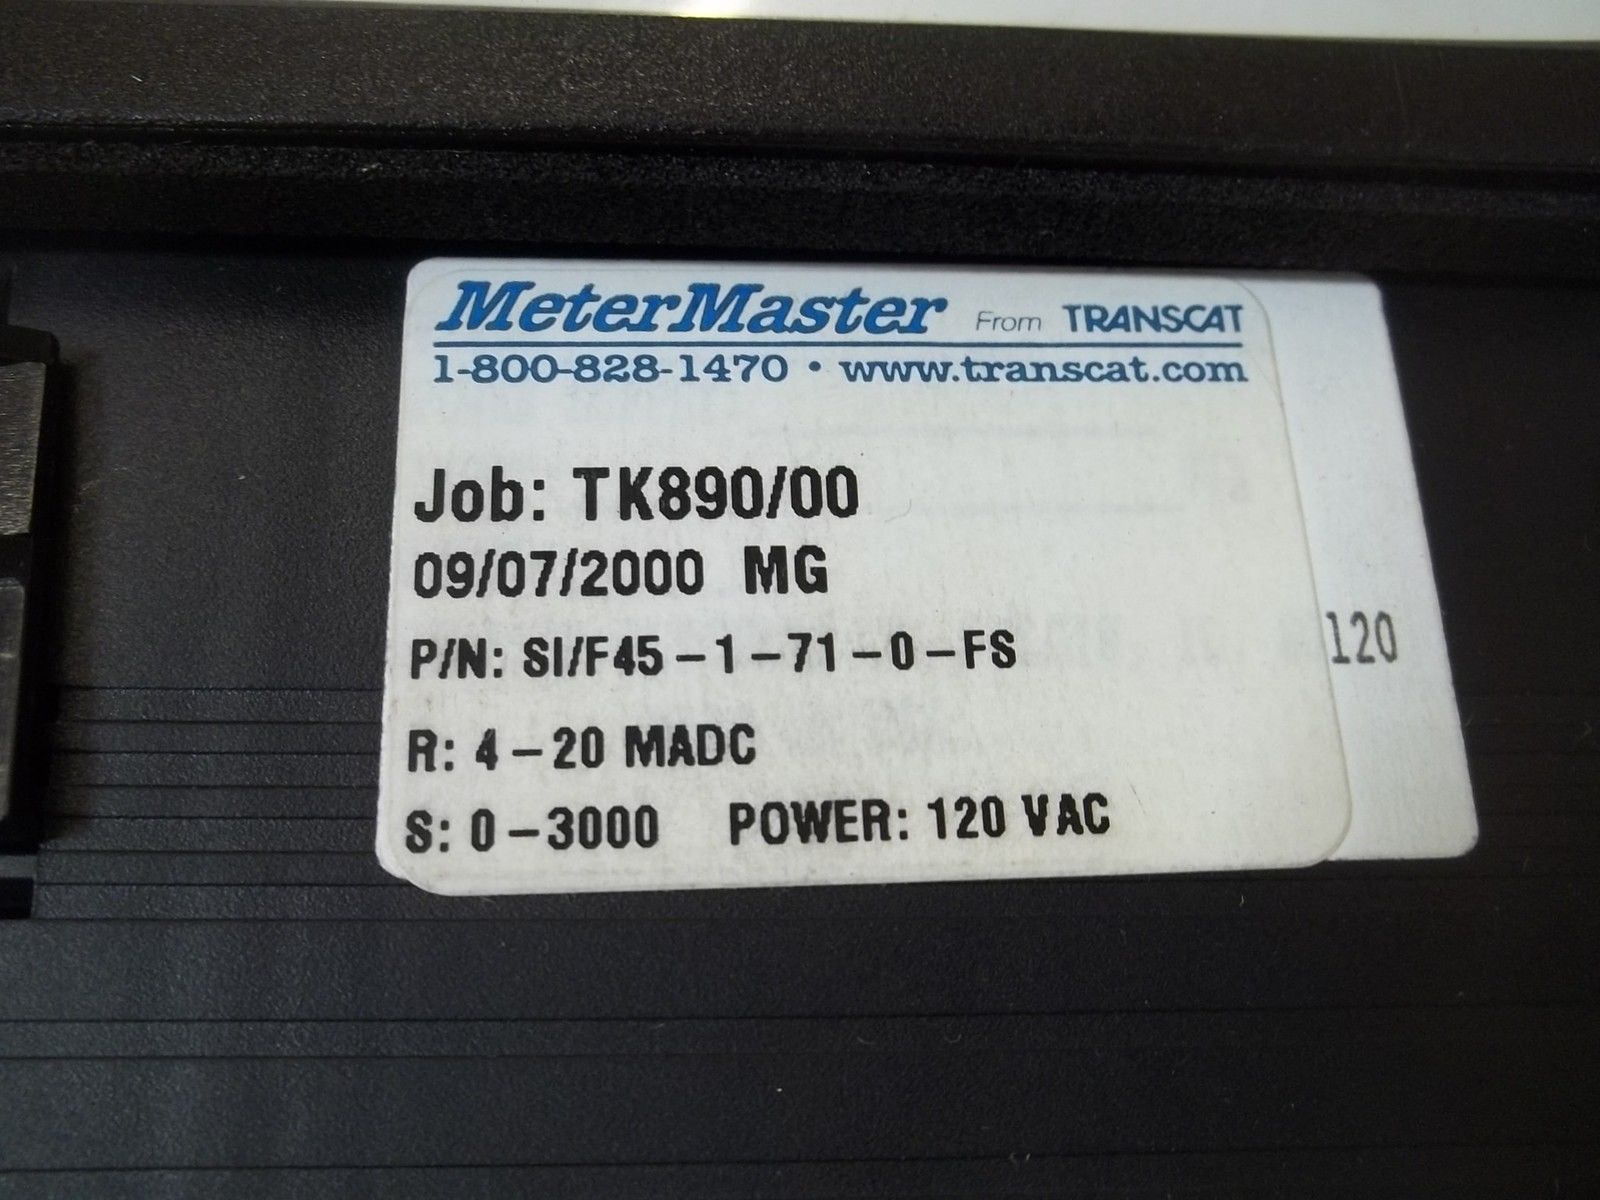 MeterMaster From TRANSCAT
1-800-828-1470 · www.transcat.com
Job: TK890/00
09/07/2000 MG
P/N: SI/F45-1-71-0-FS
120
R: 4-20 MADC
S: 0-3000 POWER: 120 VAC